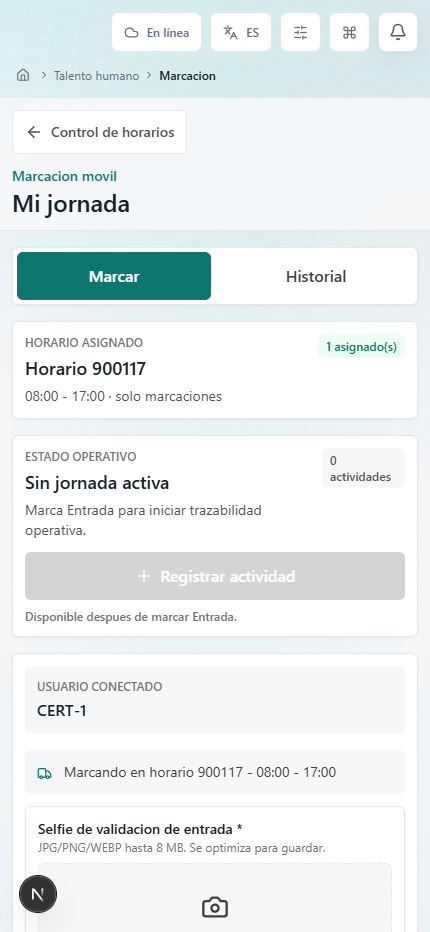 En línea
ES
Talento humano
Marcacion
Control de horarios
Marcacion movil
Mi jornada
Marcar
Historial
HORARIO ASIGNADO
1 asignado(s)
Horario 900117
08:00 - 17:00 · solo marcaciones
ESTADO OPERATIVO
0
actividades
Sin jornada activa
Marca Entrada para iniciar trazabilidad
operativa.
Registrar actividad
Disponible despues de marcar Entrada.
USUARIO CONECTADO
CERT-1
Marcando en horario 900117 - 08:00 - 17:00
Selfie de validacion de entrada *
JPG/PNG/WEBP hasta 8 MB. Se optimiza para guardar.
N